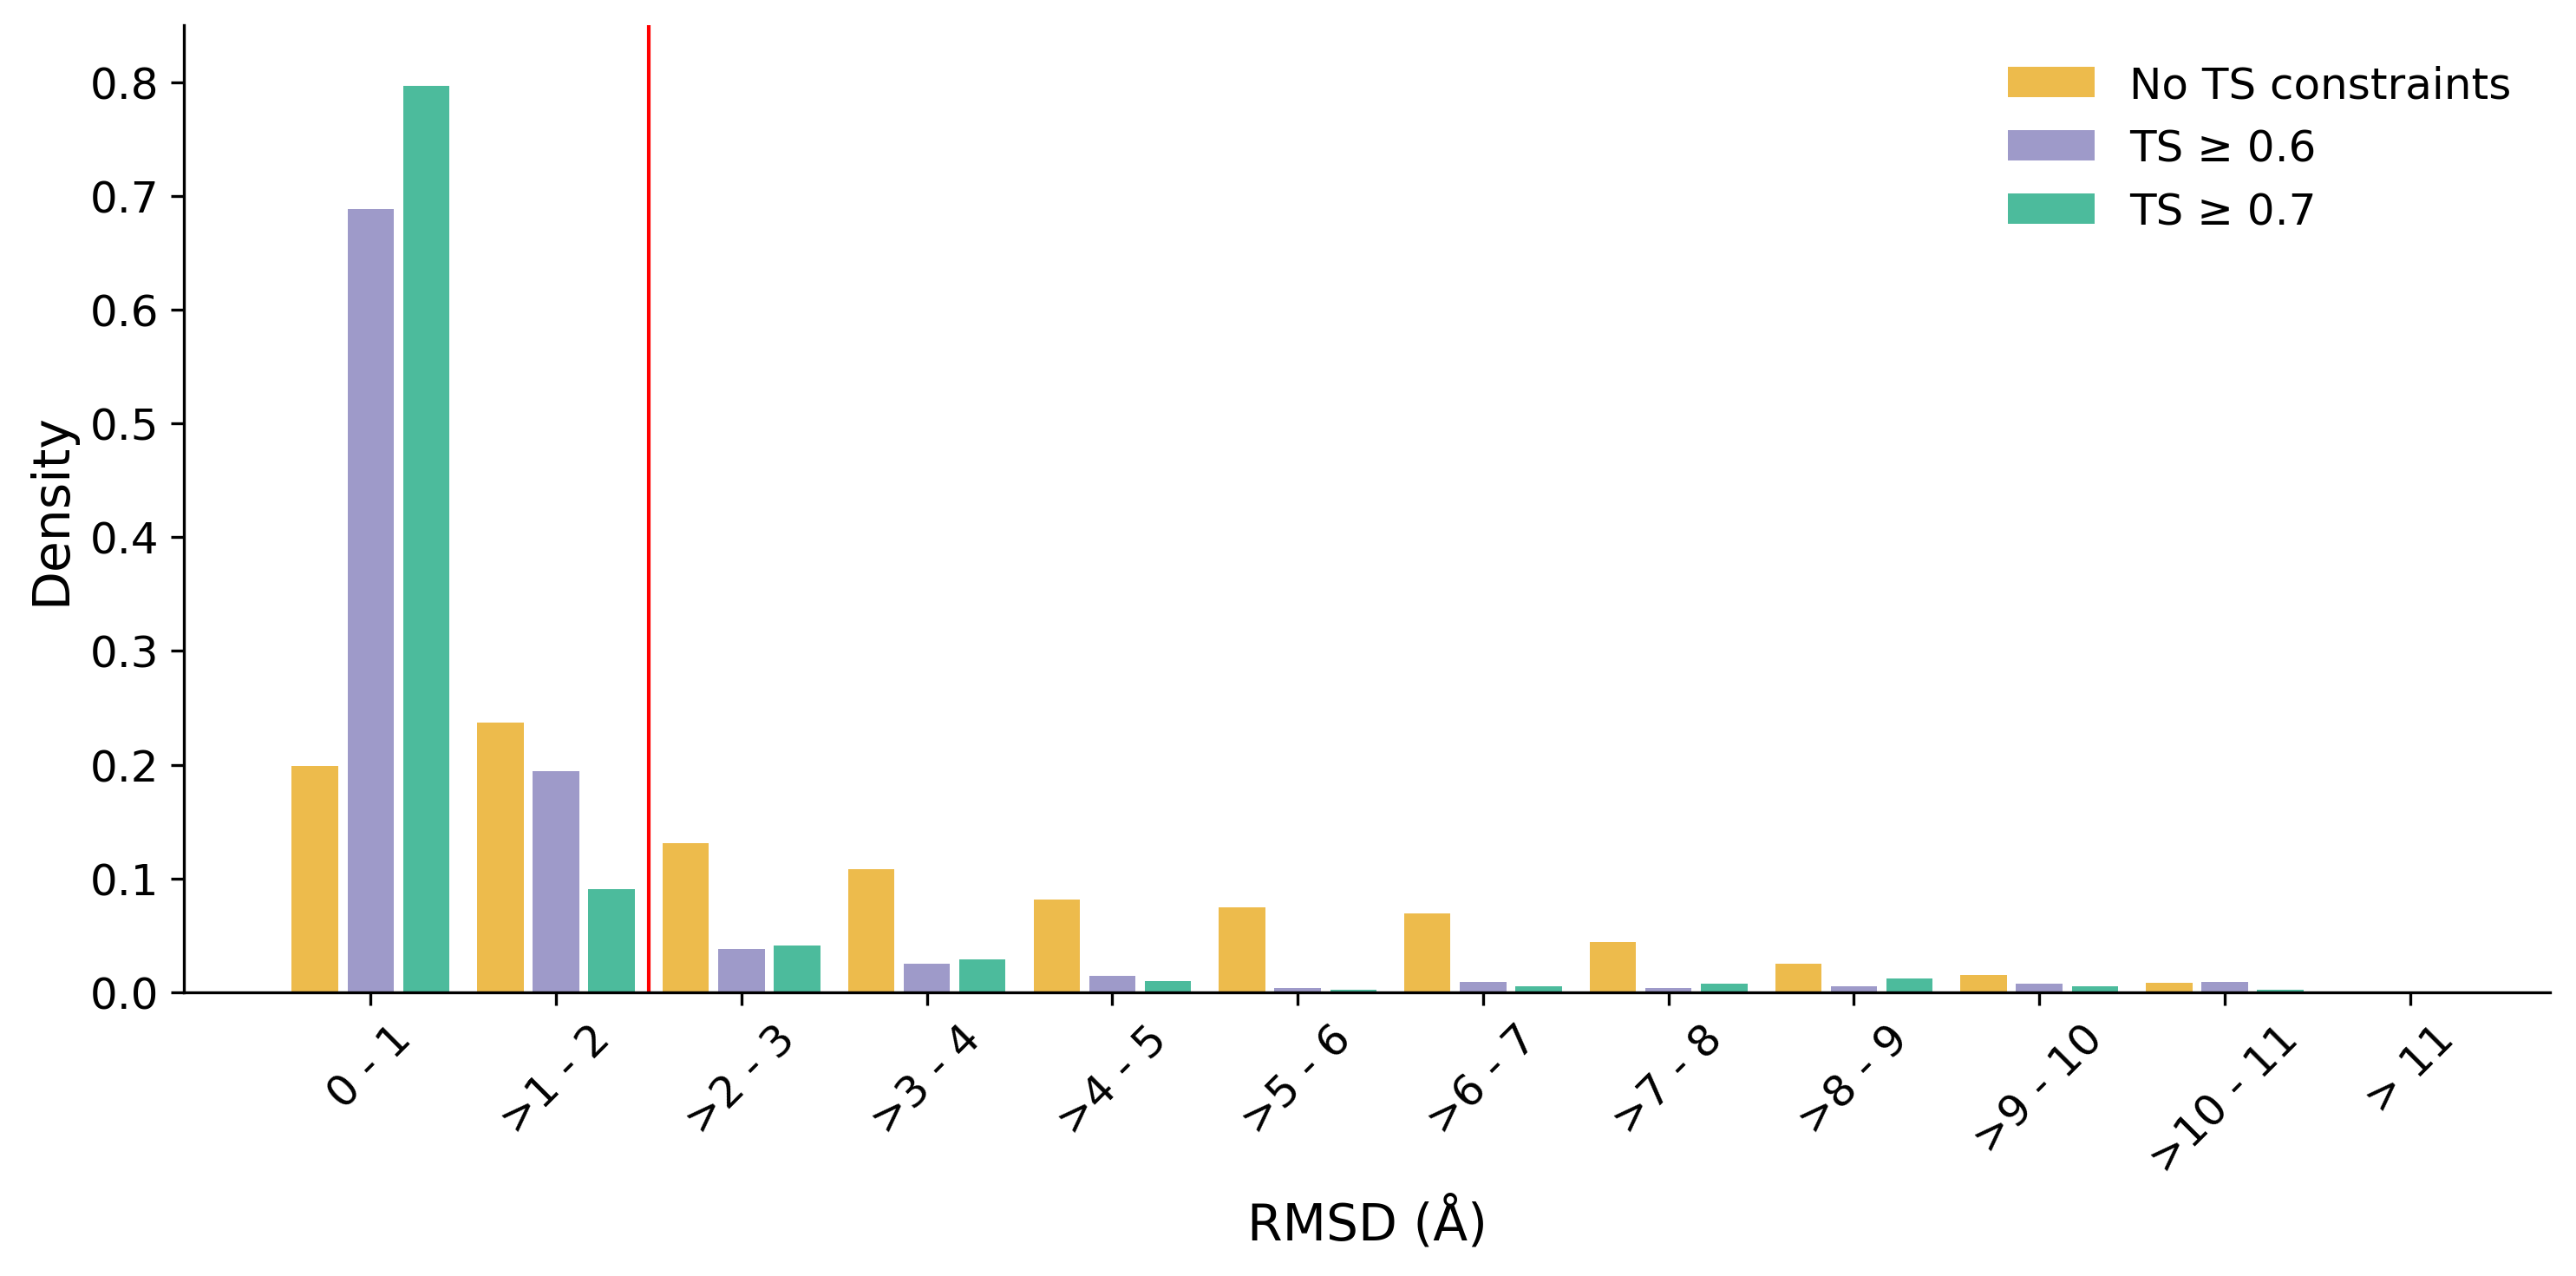 No TS constraints
TS ≥ 0.6
TS ≥ 0.7
Density
0.8
0.7
0.6
0.5
0.4
0.3
0.2
0.1
0.0
0 - 1
>1 - 2
>2 - 3
>3 - 4
>4 - 5
>5 - 6
>6 - 7
>7 - 8
>8 - 9
>9 - 10
>10 - 11
> 11
RMSD (Å)